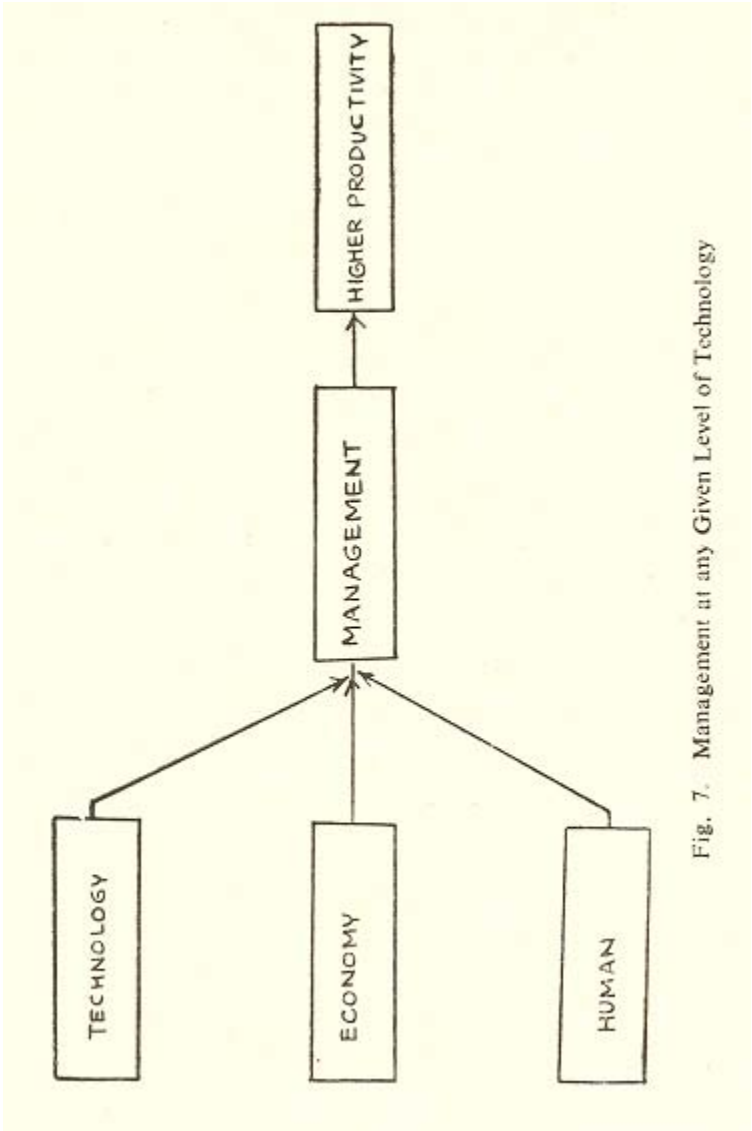 TECHNOLOGY
ECONOMY
HUMAN
MANAGEMENT
HIGHER PRODUCTIVITY
Fig. 7. Management at any Given Level of Technology